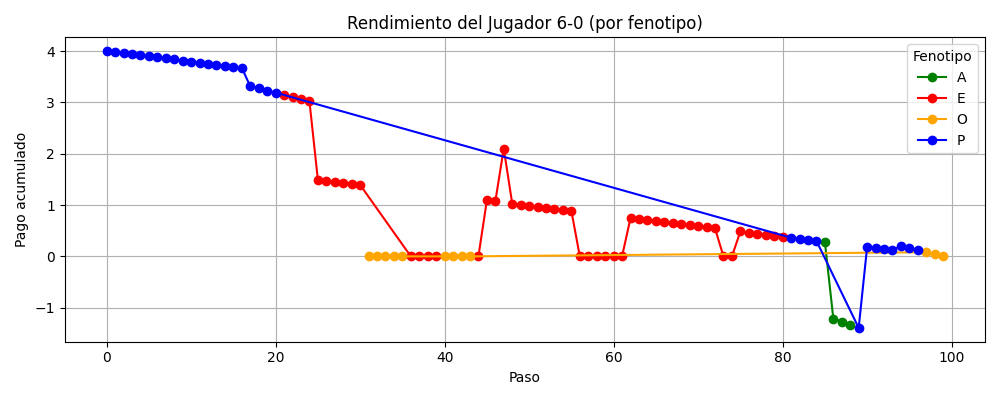 Rendimiento del Jugador 6-0 (por fenotipo)
Pago acumulado
4
3
2
1
0
−1
Fenotipo
A
E
O
P
0
20
40
60
80
100
Paso